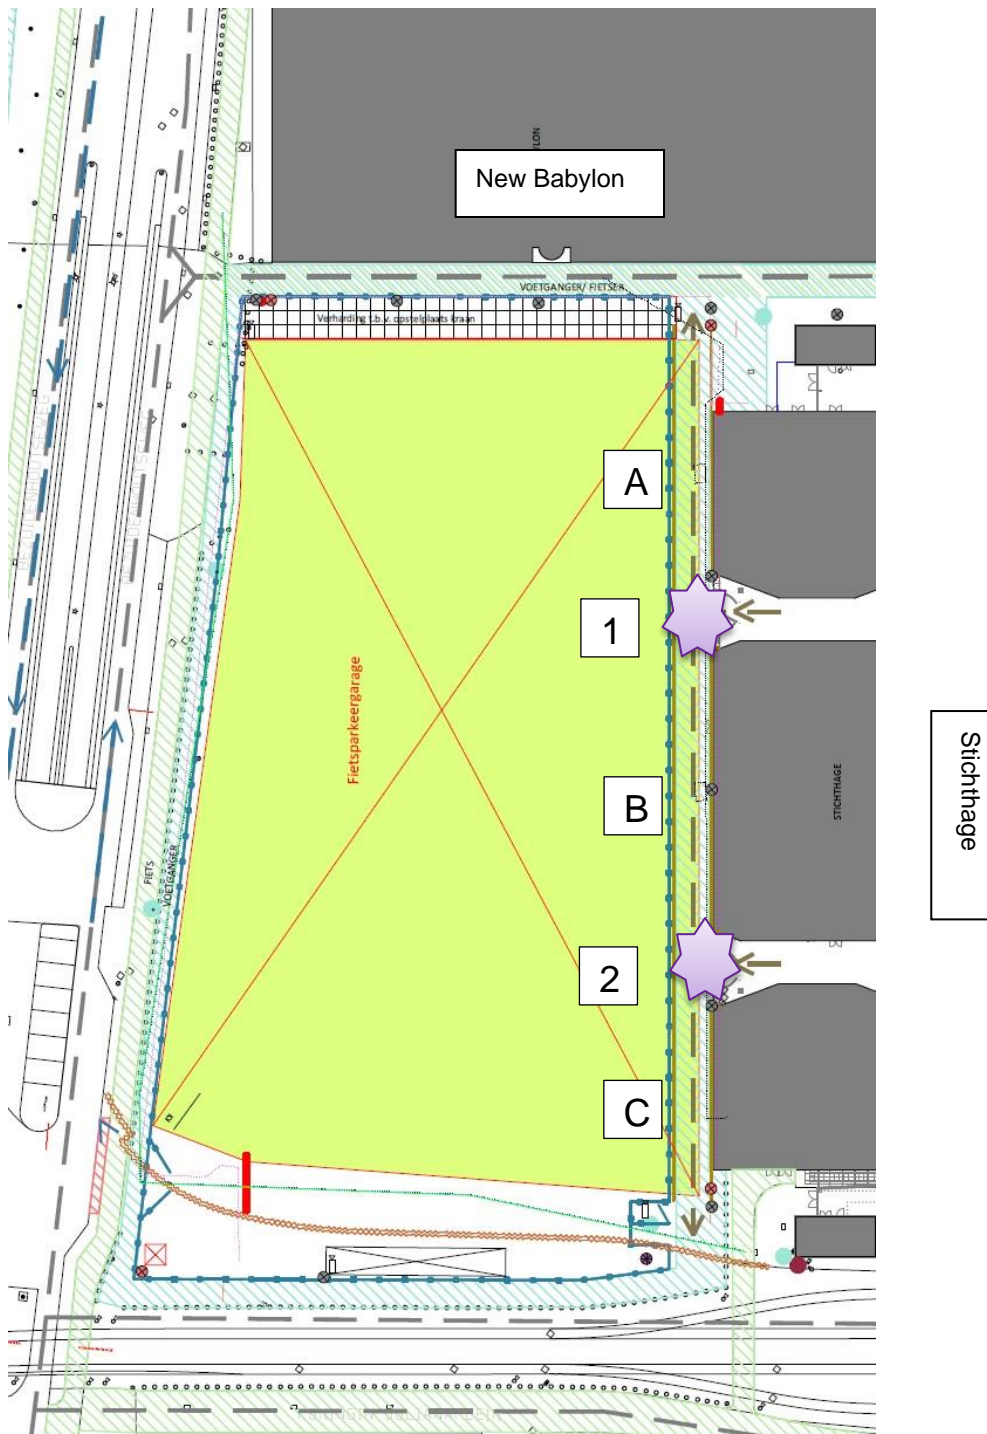 New Babylon
VOETGANGER/ FIETSER
Verharding t.b.v. opstelplaats kraan
A
1
Fietsparkeergarage
B
STICHTHAGE
Stichthage
FIETS
VOETGANGER
2
C